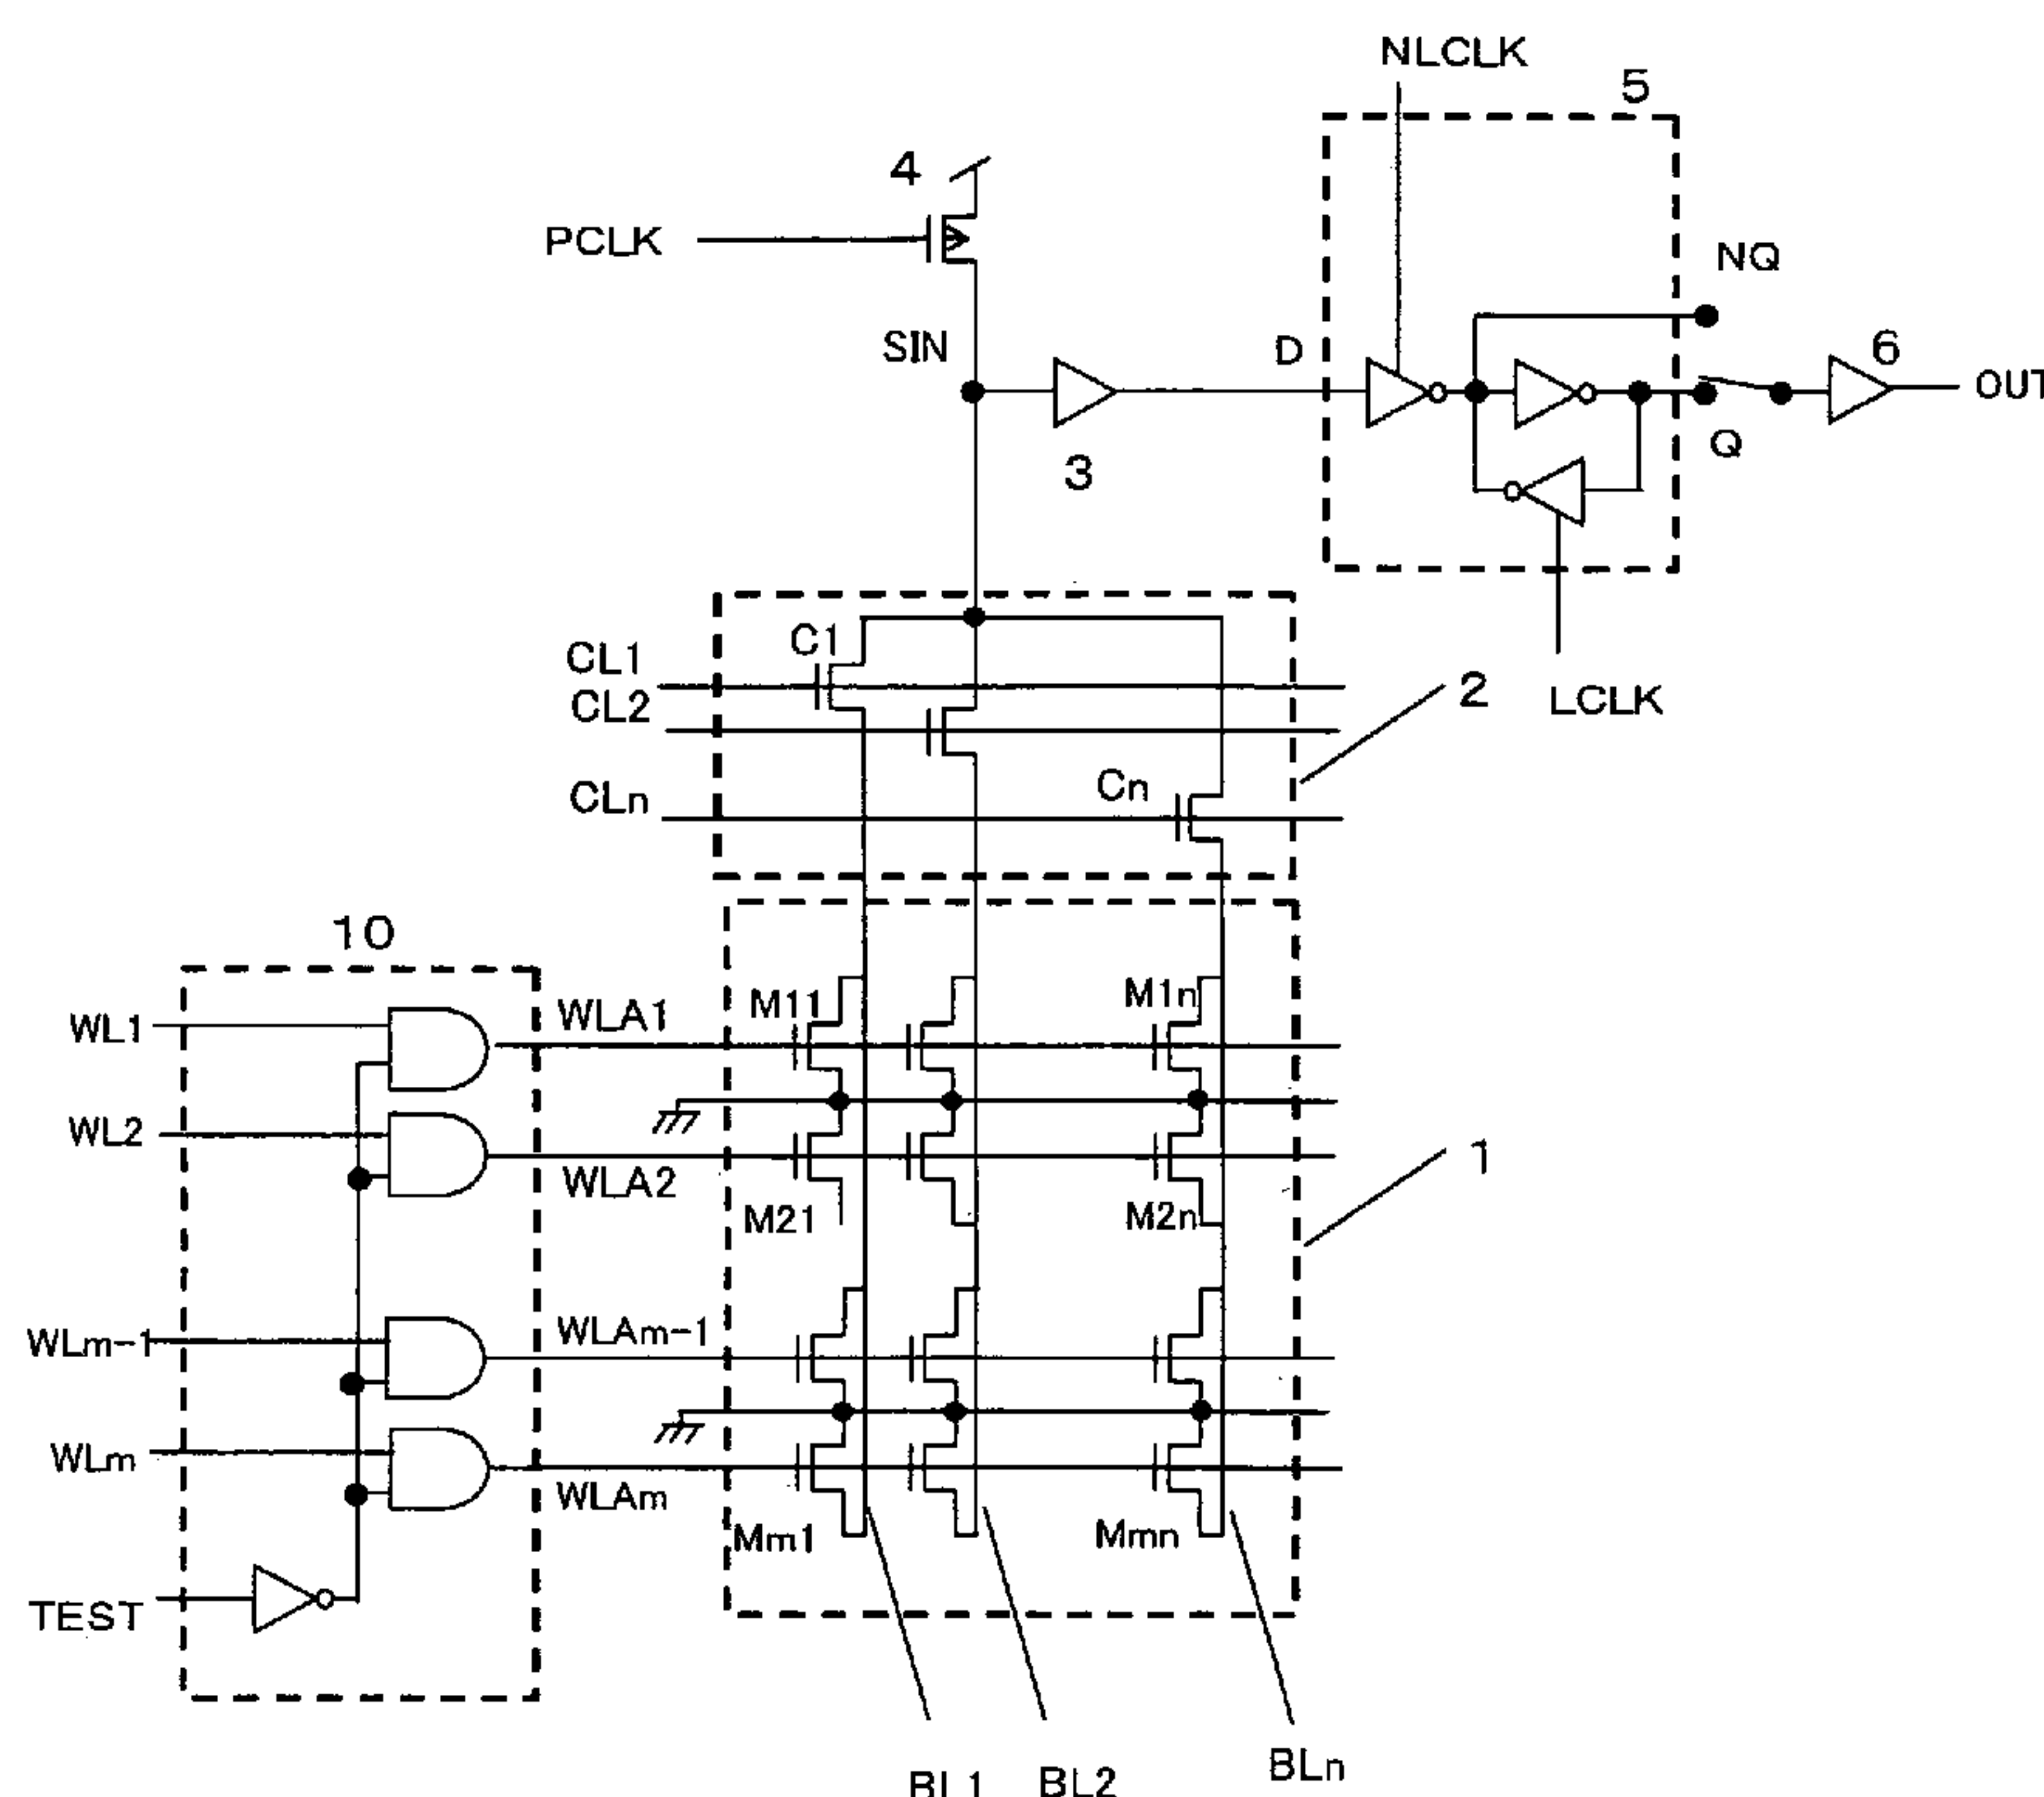 NLCLK
5
4
PCLK
NQ
SIN
D
6
OUT
3
Q
C1
CL1
2
CL2
LCLK
Cn
CLn
10
M11
M1n
WL1
WLA1
WL2
1
WLA2
M21
M2n
WLm-1
WLAm-1
WLm
WLAm
Mm1
Mmn
TEST
BL1
BL2
BLn